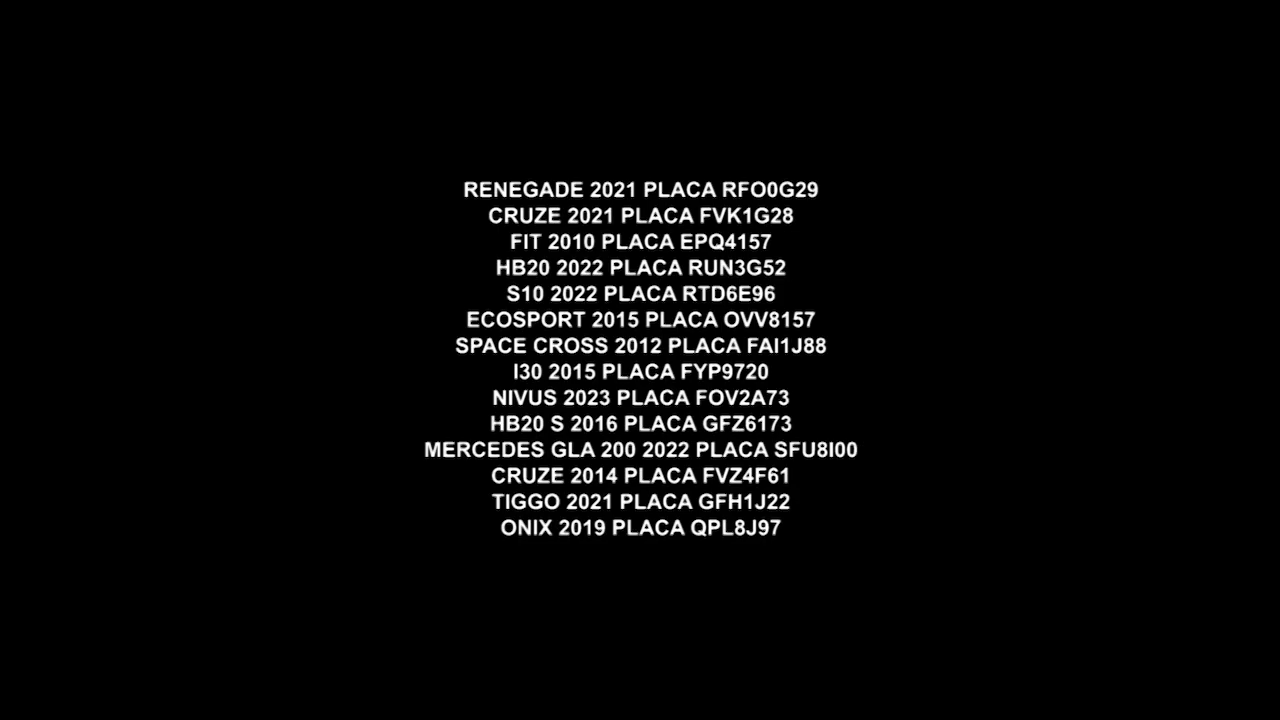 RENEGADE 2021 PLACA RFO0G29
CRUZE 2021 PLACA FVK1G28
FIT 2010 PLACA EPQ4157
HB20 2022 PLACA RUN3G52
S10 2022 PLACA RTD6E96
ECOSPORT 2015 PLACA OVV8157
SPACE CROSS 2012 PLACA FAI1J88
I30 2015 PLACA FYP9720
NIVUS 2023 PLACA FOV2A73
HB20 S 2016 PLACA GFZ6173
MERCEDES GLA 200 2022 PLACA SFU8I00
CRUZE 2014 PLACA FVZ4F61
TIGGO 2021 PLACA GFH1J22
ONIX 2019 PLACA QPL8J97